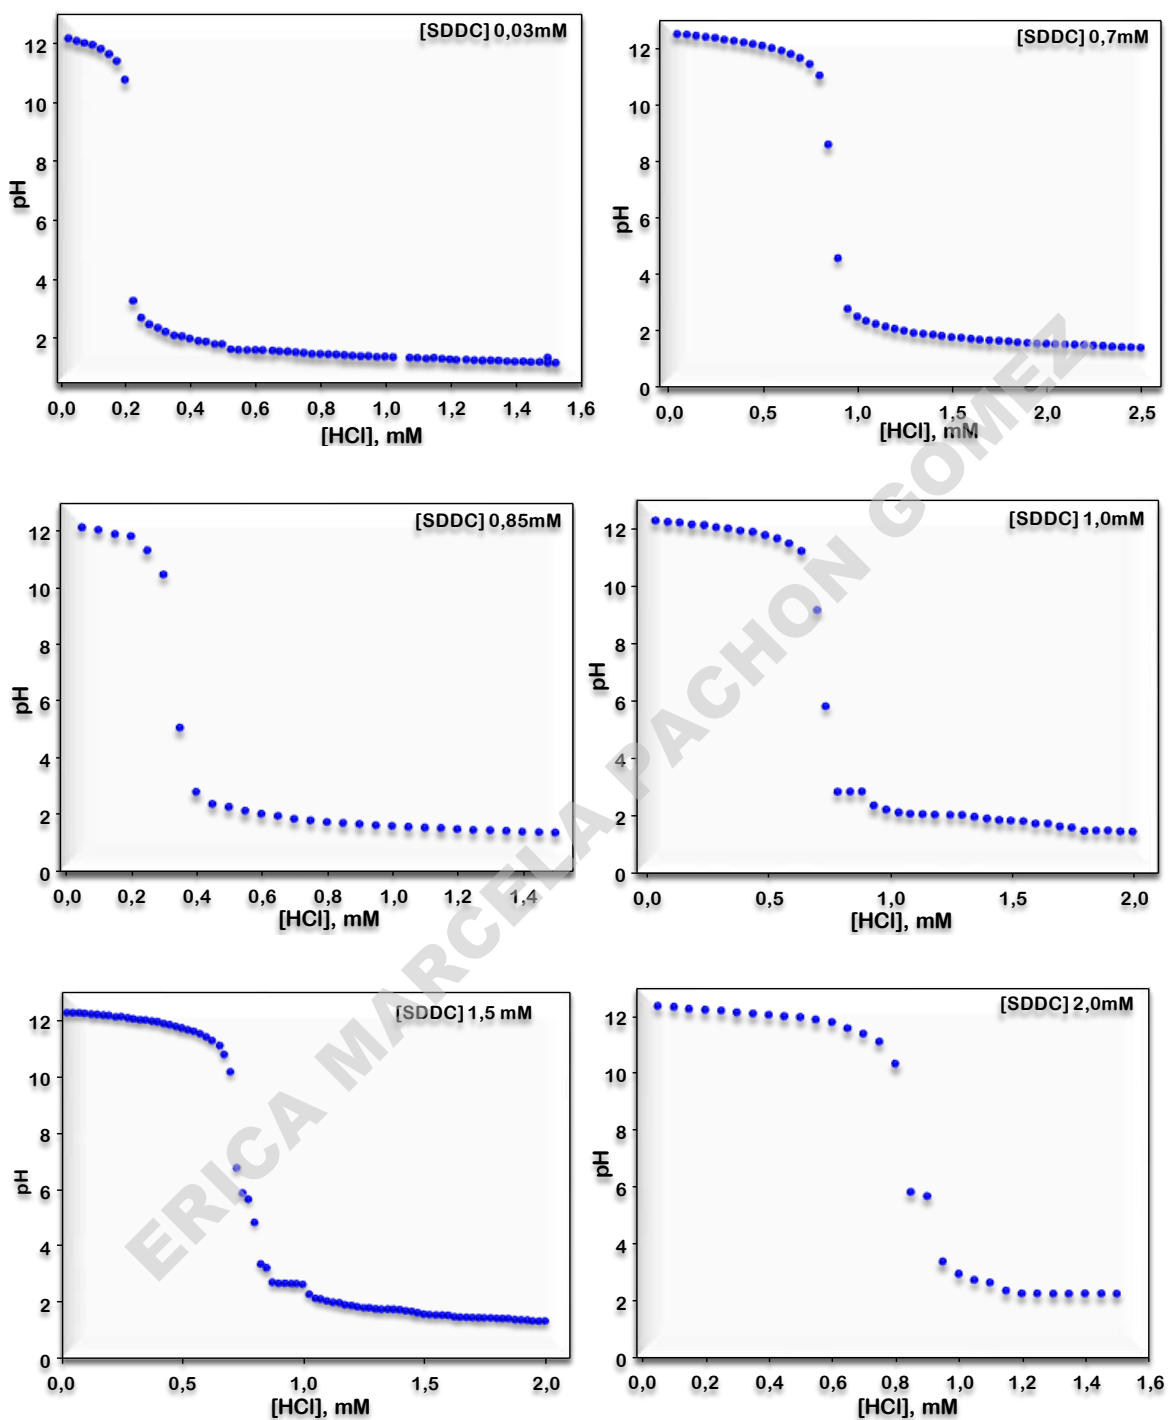 [SDDC] 0,03mM
12
10
8
6
4
2
pH
0,0 0,2 0,4 0,6 0,8 1,0 1,2 1,4 1,6
[HCl], mM
[SDDC] 0,7mM
12
10
8
6
4
2
0
pH
0,0 0,5 1,0 1,5 2,0 2,5
[HCl], mM
[SDDC] 0,85mM
12
10
8
6
4
2
0
pH
0,0 0,2 0,4 0,6 0,8 1,0 1,2 1,4
[HCl], mM
[SDDC] 1,0mM
12
10
8
6
4
2
0
pH
0,0 0,5 1,0 1,5 2,0
[HCl], mM
[SDDC] 1,5 mM
12
10
8
6
4
2
0
pH
0,0 0,5 1,0 1,5 2,0
[HCl], mM
[SDDC] 2,0mM
12
10
8
6
4
2
0
pH
0,0 0,2 0,4 0,6 0,8 1,0 1,2 1,4 1,6
[HCl], mM
ERICA MARCELA PACHON GOMEZ